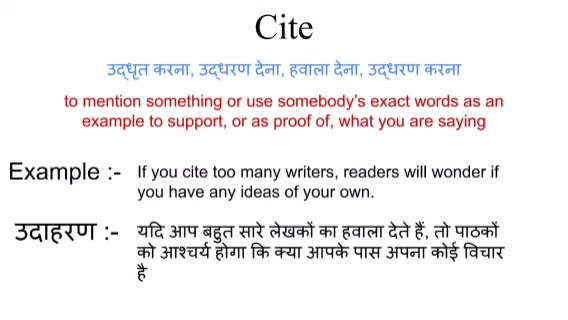 Cite
उद्धृत करना, उद्धरण देना, हवाला देना, उद्धरण करना
to mention something or use somebody's exact words as an
example to support, or as proof of, what you are saying
Example :- If you cite too many writers, readers will wonder if
you have any ideas of your own.
उदाहरण :- यदि आप बहुत सारे लेखकों का हवाला देते हैं, तो पाठकों
को आश्चर्य होगा कि क्या आपके पास अपना कोई विचार
है